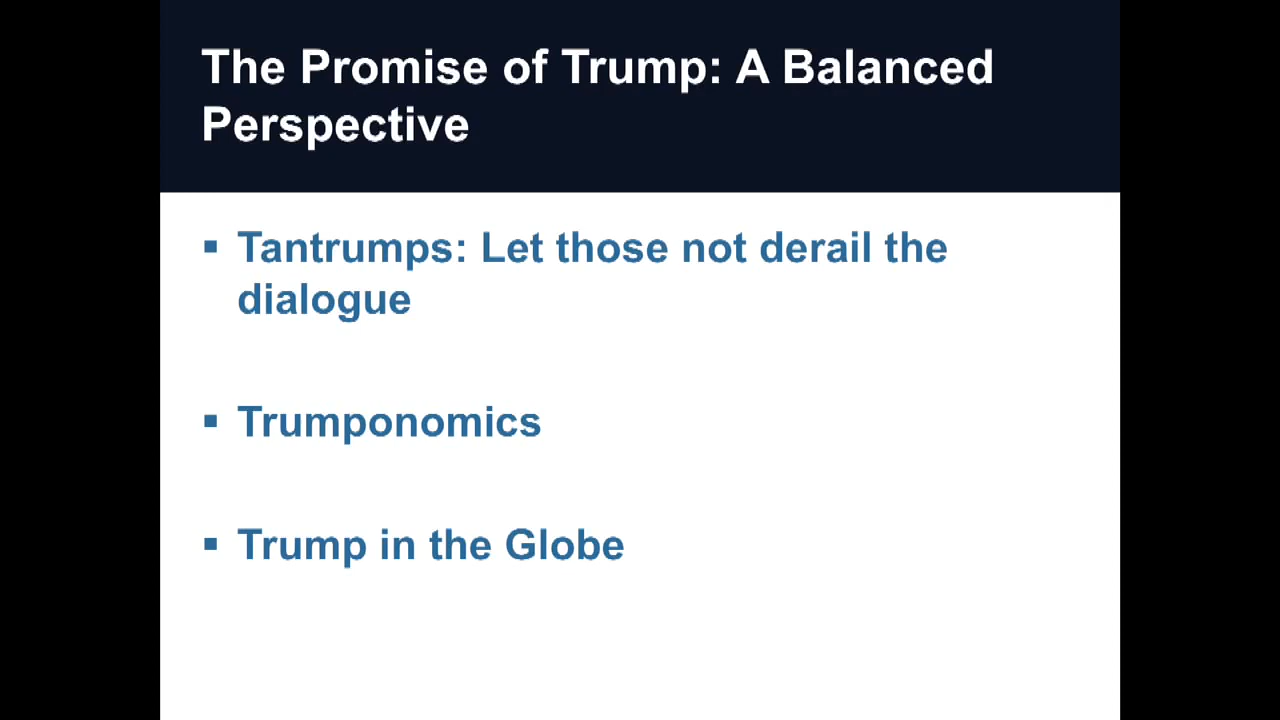 The Promise of Trump: A Balanced
Perspective
▪ Tantrumps: Let those not derail the
dialogue
▪ Trumponomics
▪ Trump in the Globe